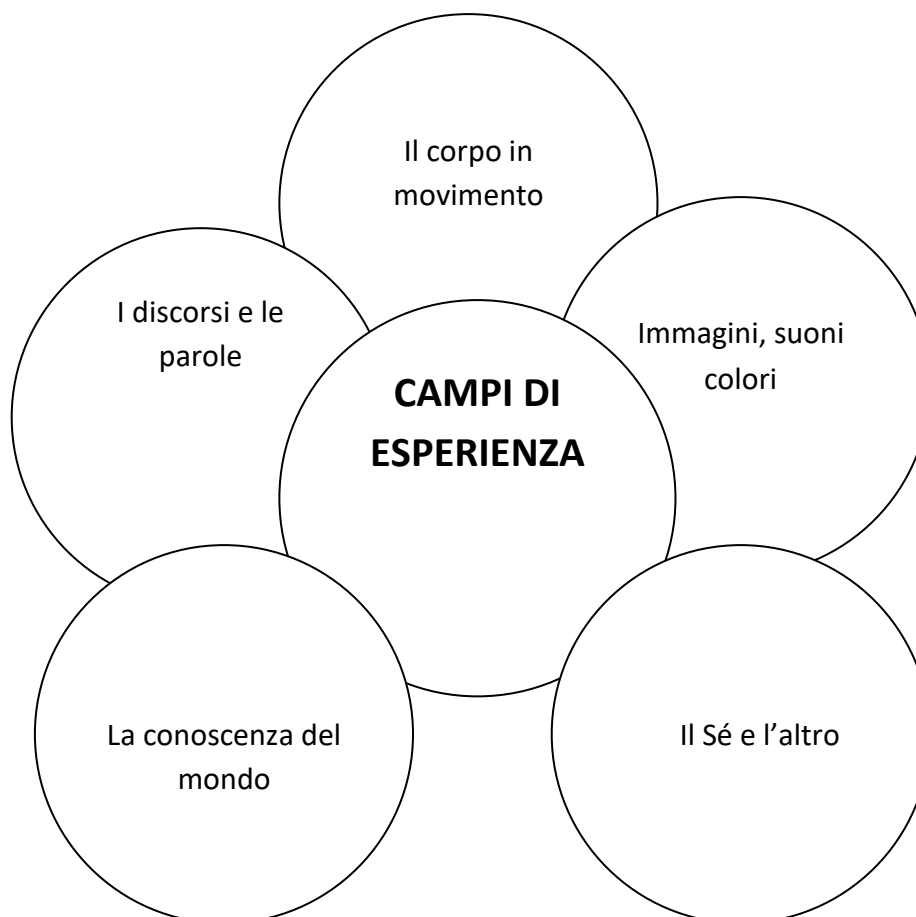 Il corpo in
movimento
I discorsi e le
parole
Immagini, suoni
colori
CAMPI DI
ESPERIENZA
La conoscenza del
mondo
Il Sé e l’altro